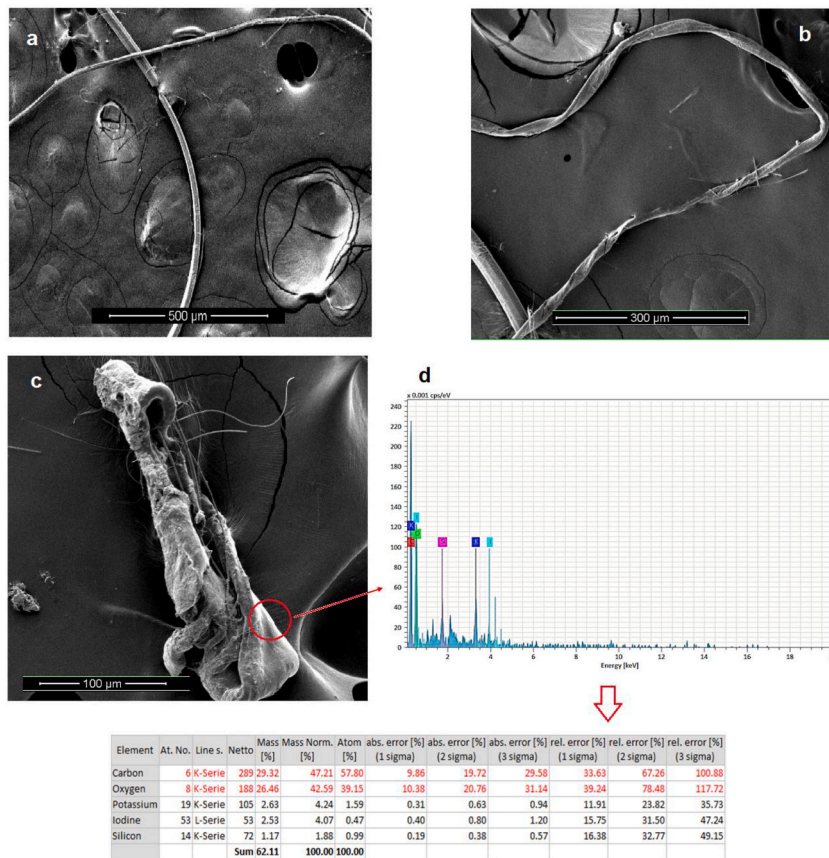 a
500 µm
b
300 µm
c
100 µm
d
x 0.001 cps/eV
240
220
200
180
160
140
120
100
80
60
40
20
0
2 4 6 8 10 12 14 16 18
Energy [keV]
Element At. No. Line s. Netto Mass [%] Mass Norm. [%] Atom [%] abs. error [%] (1 sigma) abs. error [%] (2 sigma) abs. error [%] (3 sigma) rel. error [%] (1 sigma) rel. error [%] (2 sigma) rel. error [%] (3 sigma)
Carbon 6 K-Serie 289 29.32 47.21 57.80 9.86 19.72 29.58 33.63 67.26 100.88
Oxygen 8 K-Serie 188 26.46 42.59 39.15 10.38 20.76 31.14 39.24 78.48 117.72
Potassium 19 K-Serie 105 2.63 4.24 1.59 0.31 0.63 0.94 11.91 23.82 35.73
Iodine 53 L-Serie 53 2.53 4.07 0.47 0.40 0.80 1.20 15.75 31.50 47.24
Silicon 14 K-Serie 72 1.17 1.88 0.99 0.19 0.38 0.57 16.38 32.77 49.15
Sum 62.11 100.00 100.00